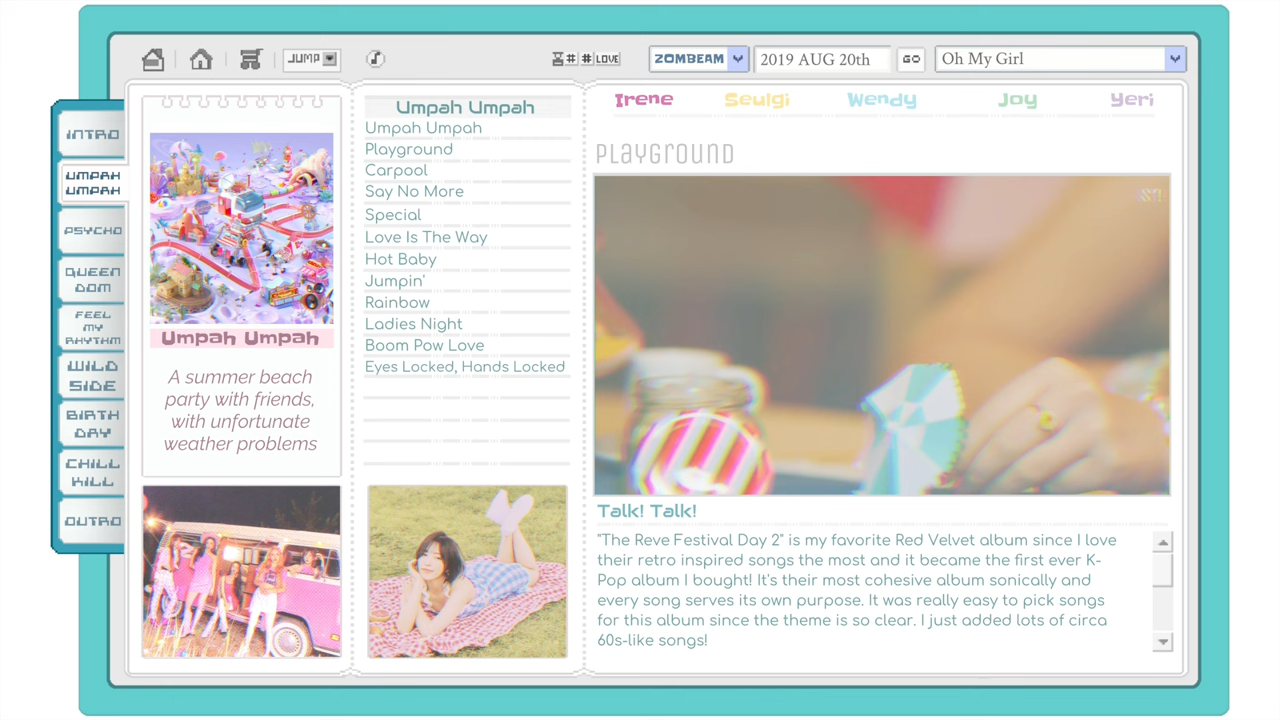 JUMP
# # LOVE
ZOMBEAM
2019 AUG 20th
GO
Oh My Girl
INTRO
UMPAH
UMPAH
PSYCHO
QUEEN
DOM
FEEL
MY
RHYTHM
WILD
SIDE
BIRTH
DAY
CHILL
KILL
OUTRO
Umpah Umpah
A summer beach
party with friends,
with unfortunate
weather problems
Umpah Umpah
Umpah Umpah
Playground
Carpool
Say No More
Special
Love Is The Way
Hot Baby
Jumpin'
Rainbow
Ladies Night
Boom Pow Love
Eyes Locked, Hands Locked
Irene Seulgi Wendy Joy Yeri
Playground
Talk! Talk!
"The Reve Festival Day 2" is my favorite Red Velvet album since I love
their retro inspired songs the most and it became the first ever K-
Pop album I bought! It's their most cohesive album sonically and
every song serves its own purpose. It was really easy to pick songs
for this album since the theme is so clear. I just added lots of circa
60s-like songs!